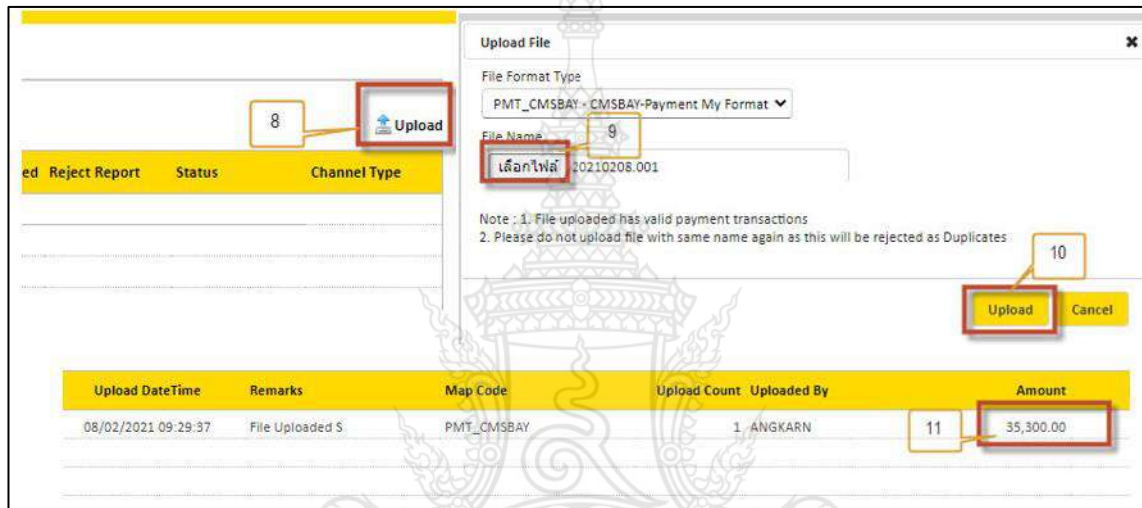 8
Upload
ed Reject Report Status Channel Type
Upload File
File Format Type
PMT_CMSBAY - CMSBAY-Payment My Format
File Name
9
เลือกไฟล์ 20210208.001
Note : 1. File uploaded has valid payment transactions
2. Please do not upload file with same name again as this will be rejected as Duplicates
10
Upload Cancel
Upload DateTime Remarks Map Code Upload Count Uploaded By Amount
08/02/2021 09:29:37 File Uploaded S PMT_CMSBAY 1 ANGKARN 11 35,300.00